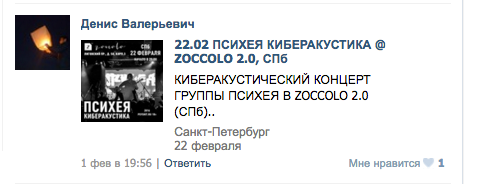 Денис Валерьевич
zoccolo
СПб
22 ФЕВРАЛЯ
ПСИХЕЯ
КИБЕРАКУСТИКА
22.02 ПСИХЕЯ КИБЕРАКУСТИКА @
ZOCCOLO 2.0, СПб
КИБЕРАКУСТИЧЕСКИЙ КОНЦЕРТ
ГРУППЫ ПСИХЕЯ В ZOCCOLO 2.0
(СПб)..
Санкт-Петербург
22 февраля
1 фев в 19:56 | Ответить
Мне нравится 1